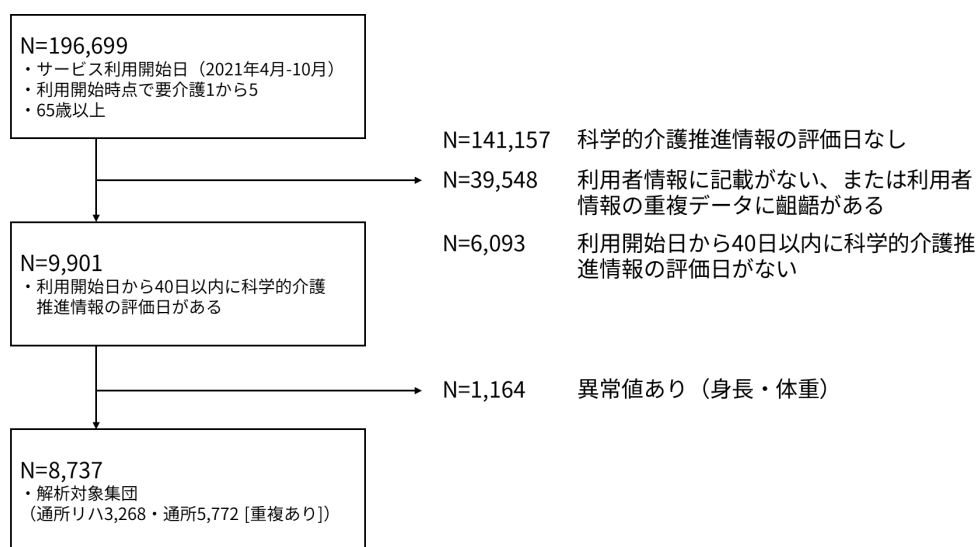 N=196,699
・サービス利用開始日（2021年4月-10月）
・利用開始時点で要介護1から5
・65歳以上
N=141,157 科学的介護推進情報の評価日なし
N=39,548 利用者情報に記載がない、または利用者
情報の重複データに齟齬がある
N=6,093 利用開始日から40日以内に科学的介護推
進情報の評価日がない
N=9,901
・利用開始日から40日以内に科学的介護
推進情報の評価日がある
N=1,164 異常値あり（身長・体重）
N=8,737
・解析対象集団
（通所リハ3,268・通所5,772 [重複あり]）